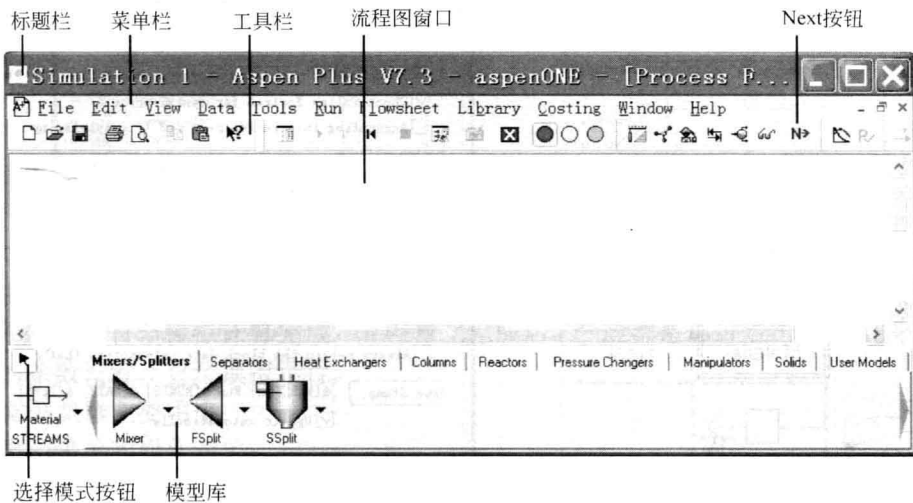 标题栏 菜单栏 工具栏 流程图窗口 Next按钮
Simulation 1 - Aspen Plus V7.3 - aspenONE - [Process F...
File Edit View Data Tools Run Flowsheet Library Costing Window Help
N
Mixers/Splitters Separators Heat Exchangers Columns Reactors Pressure Changers Manipulators Solids User Models
Material
STREAMS Mixer FSplit SSplit
选择模式按钮 模型库